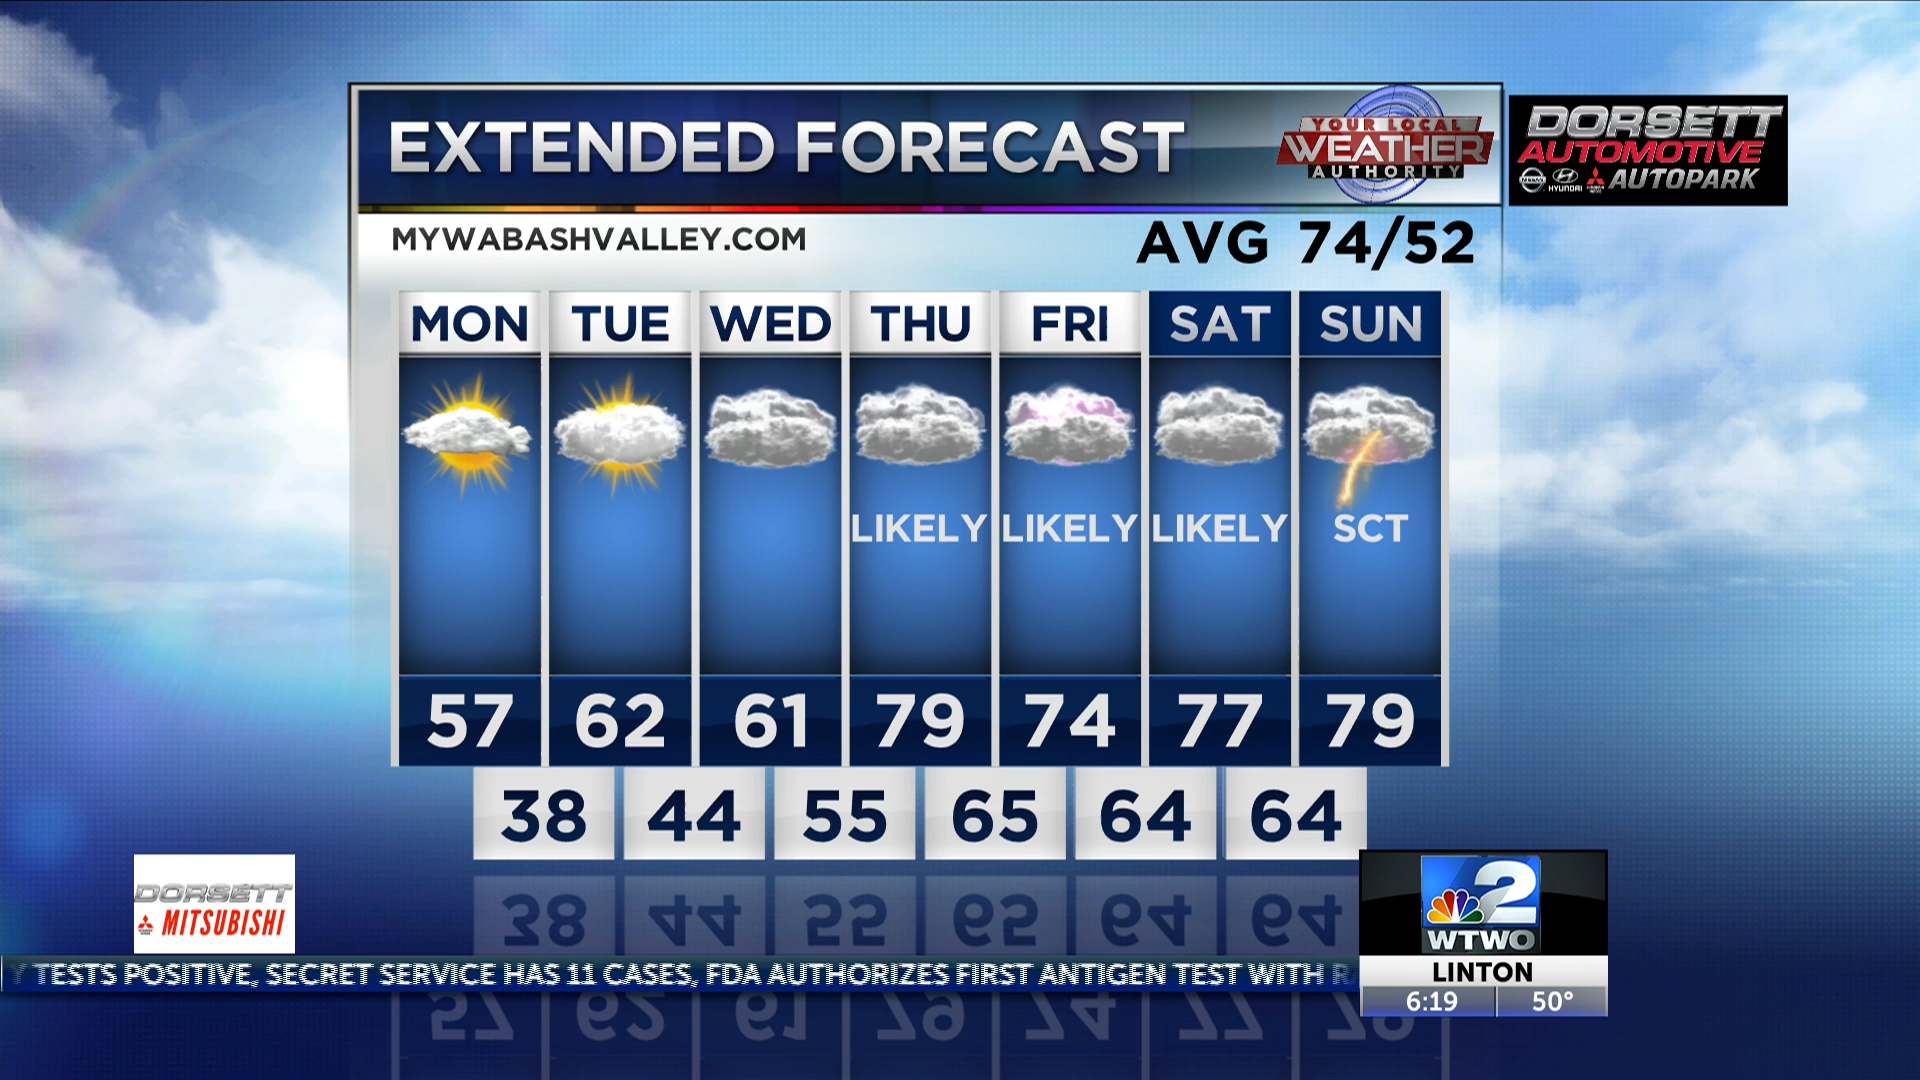 EXTENDED FORECAST
YOUR LOCAL
WEATHER
AUTHORITY
DORSETT
AUTOMOTIVE
NISSAN HYUNDAI AUTOPARK
MYWABASHVALLEY.COM
AVG 74/52
MON TUE WED THU FRI SAT SUN
LIKELY LIKELY LIKELY SCT
57 62 61 79 74 77 79
38 44 55 65 64 64
DORSETT
MITSUBISHI
2
WTWO
Y TESTS POSITIVE, SECRET SERVICE HAS 11 CASES, FDA AUTHORIZES FIRST ANTIGEN TEST WITH
LINTON
6:19 50°